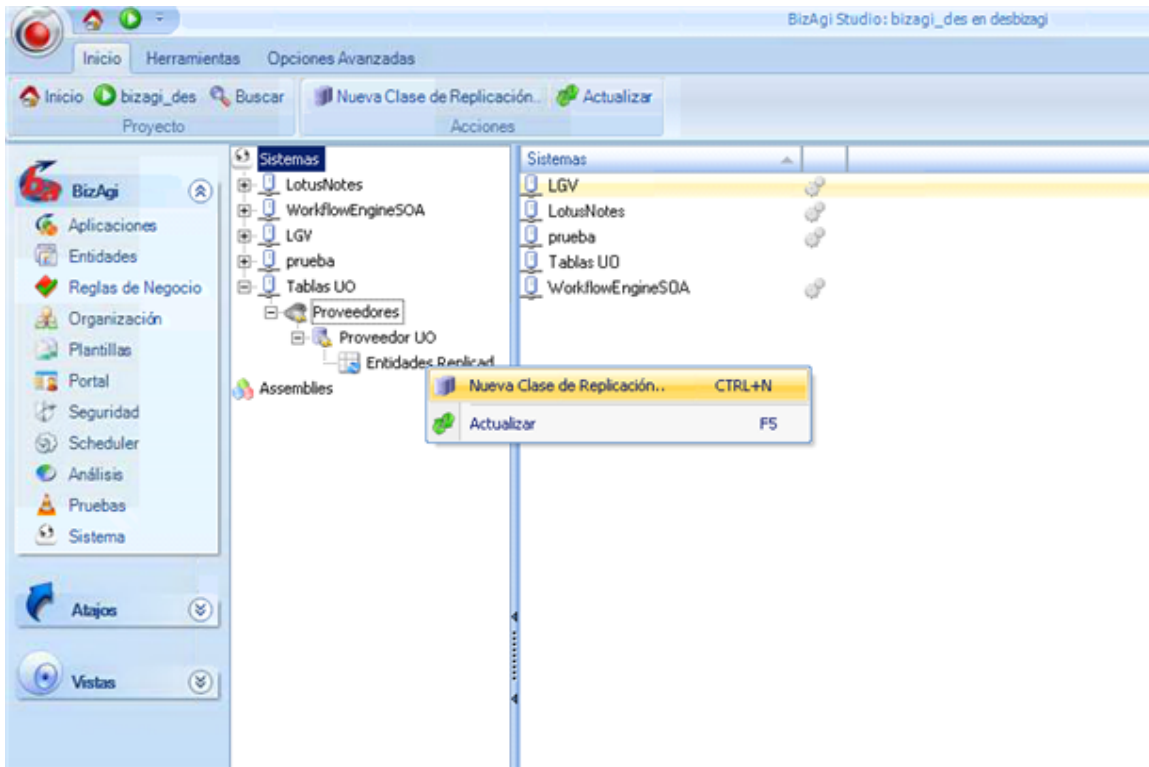 BizAgi Studio: bizagi_des en desbizagi
Inicio Herramientas Opciones Avanzadas
Inicio bizagi_des Buscar Nueva Clase de Replicación.. Actualizar
Proyecto Acciones
BizAgi
Aplicaciones
Entidades
Reglas de Negocio
Organización
Plantillas
Portal
Seguridad
Scheduler
Análisis
Pruebas
Sistema
Atajos
Vistas
Sistemas
LotusNotes
WorkflowEngineSOA
LGV
prueba
Tablas UO
Proveedores
Proveedor UO
Entidades Replicad
Assemblies
Nueva Clase de Replicación.. CTRL+N
Actualizar F5
Sistemas
LGV
LotusNotes
prueba
Tablas UO
WorkflowEngineSOA